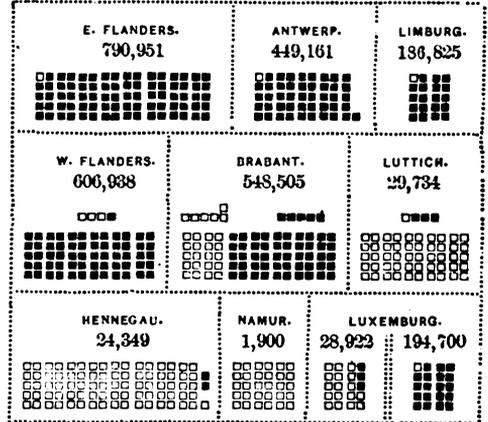 E. FLANDERS. ANTWERP. LIMBURG.
790,951 449,161 186,825
W. FLANDERS. BRABANT. LUTTICH.
606,938 548,505 29,734
HENNEGAU. NAMUR. LUXEMBURG.
24,349 1,900 28,922 194,700